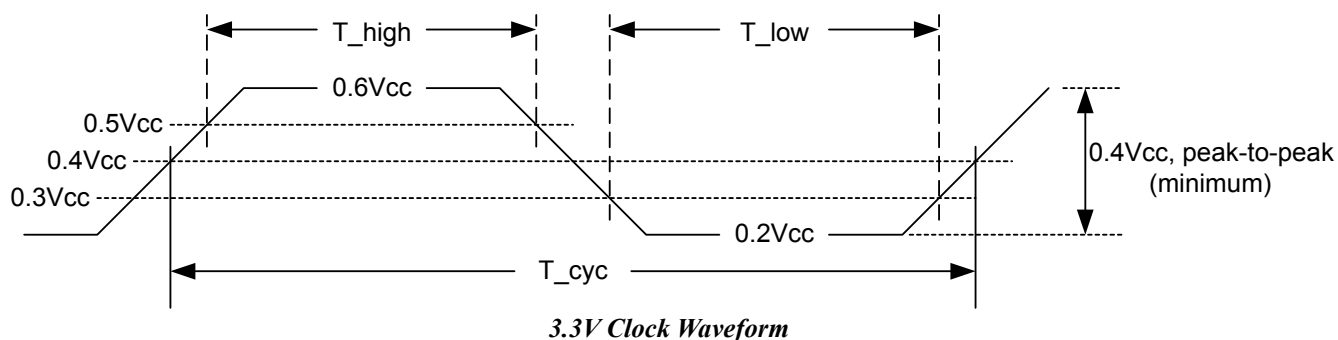 T_high
T_low
0.6Vcc
0.5Vcc
0.4Vcc
0.4Vcc, peak-to-peak
(minimum)
0.3Vcc
0.2Vcc
T_cyc
3.3V Clock Waveform